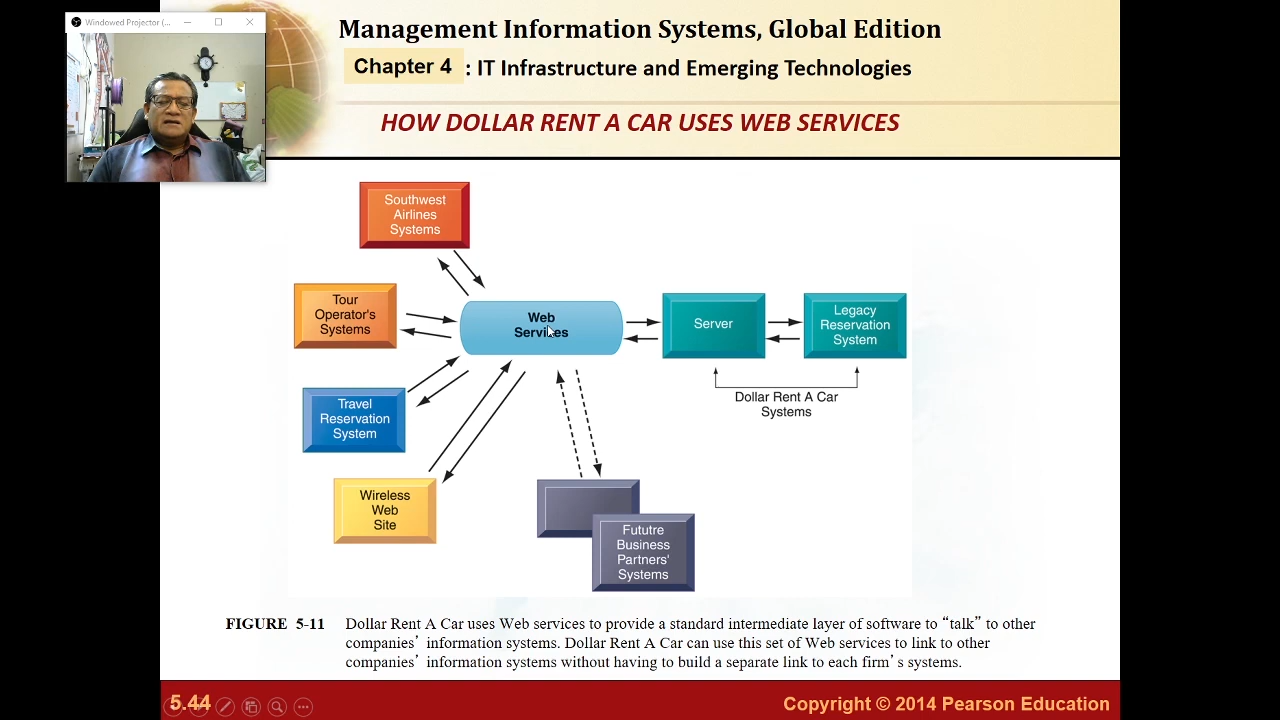 Windowed Projector (...
Management Information Systems, Global Edition
Chapter 4 : IT Infrastructure and Emerging Technologies
HOW DOLLAR RENT A CAR USES WEB SERVICES
Southwest
Airlines
Systems
Tour
Operator's
Systems
Web
Services
Server
Legacy
Reservation
System
Dollar Rent A Car
Systems
Travel
Reservation
System
Wireless
Web
Site
Fututre
Business
Partners'
Systems
FIGURE 5-11 Dollar Rent A Car uses Web services to provide a standard intermediate layer of software to “talk” to other
companies’ information systems. Dollar Rent A Car can use this set of Web services to link to other
companies’ information systems without having to build a separate link to each firm’s systems.
5.44
Copyright © 2014 Pearson Education